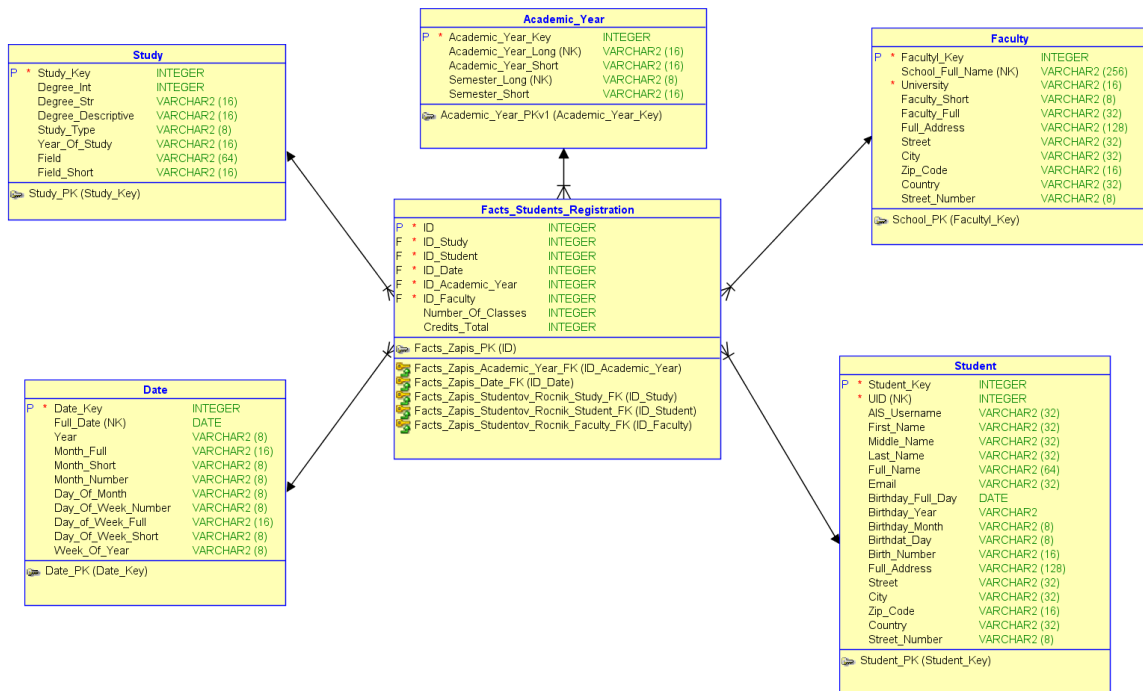 Academic_Year
P * Academic_Year_Key INTEGER
Academic_Year_Long (NK) VARCHAR2 (16)
Academic_Year_Short VARCHAR2 (16)
Semester_Long (NK) VARCHAR2 (8)
Semester_Short VARCHAR2 (16)
Academic_Year_PKv1 (Academic_Year_Key)
Study
P * Study_Key INTEGER
Degree_Int INTEGER
Degree_Str VARCHAR2 (16)
Degree_Descriptive VARCHAR2 (16)
Study_Type VARCHAR2 (8)
Year_Of_Study VARCHAR2 (16)
Field VARCHAR2 (64)
Field_Short VARCHAR2 (16)
Study_PK (Study_Key)
Faculty
P * Facultyl_Key INTEGER
School_Full_Name (NK) VARCHAR2 (256)
* University VARCHAR2 (16)
Faculty_Short VARCHAR2 (8)
Faculty_Full VARCHAR2 (32)
Full_Address VARCHAR2 (128)
Street VARCHAR2 (32)
City VARCHAR2 (32)
Zip_Code VARCHAR2 (16)
Country VARCHAR2 (32)
Street_Number VARCHAR2 (8)
School_PK (Facultyl_Key)
Facts_Students_Registration
P * ID INTEGER
F * ID_Study INTEGER
F * ID_Student INTEGER
F * ID_Date INTEGER
F * ID_Academic_Year INTEGER
F * ID_Faculty INTEGER
Number_Of_Classes INTEGER
Credits_Total INTEGER
Facts_Zapis_PK (ID)
Facts_Zapis_Academic_Year_FK (ID_Academic_Year)
Facts_Zapis_Date_FK (ID_Date)
Facts_Zapis_Studentov_Rocnik_Study_FK (ID_Study)
Facts_Zapis_Studentov_Rocnik_Student_FK (ID_Student)
Facts_Zapis_Studentov_Rocnik_Faculty_FK (ID_Faculty)
Date
P * Date_Key INTEGER
Full_Date (NK) DATE
Year VARCHAR2 (8)
Month_Full VARCHAR2 (16)
Month_Short VARCHAR2 (8)
Month_Number VARCHAR2 (8)
Day_Of_Month VARCHAR2 (8)
Day_Of_Week_Number VARCHAR2 (8)
Day_of_Week_Full VARCHAR2 (16)
Day_Of_Week_Short VARCHAR2 (8)
Week_Of_Year VARCHAR2 (8)
Date_PK (Date_Key)
Student
P * Student_Key INTEGER
* UID (NK) INTEGER
AIS_Username VARCHAR2 (32)
First_Name VARCHAR2 (32)
Middle_Name VARCHAR2 (32)
Last_Name VARCHAR2 (32)
Full_Name VARCHAR2 (64)
Email VARCHAR2 (32)
Birthday_Full_Day DATE
Birthday_Year VARCHAR2
Birthday_Month VARCHAR2 (8)
Birthdat_Day VARCHAR2 (8)
Birth_Number VARCHAR2 (16)
Full_Address VARCHAR2 (128)
Street VARCHAR2 (32)
City VARCHAR2 (32)
Zip_Code VARCHAR2 (16)
Country VARCHAR2 (32)
Street_Number VARCHAR2 (8)
Student_PK (Student_Key)